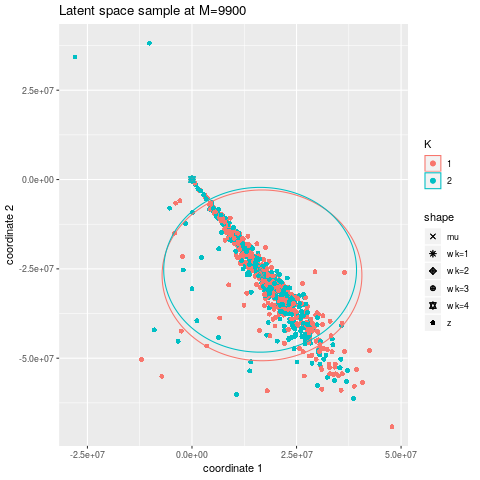 Latent space sample at M=9900
2.5e+07
0.0e+00
-2.5e+07
-5.0e+07
coordinate 2
-2.5e+07 0.0e+00 2.5e+07 5.0e+07
coordinate 1
K
1
2
shape
mu
w k=1
w k=2
w k=3
w k=4
z